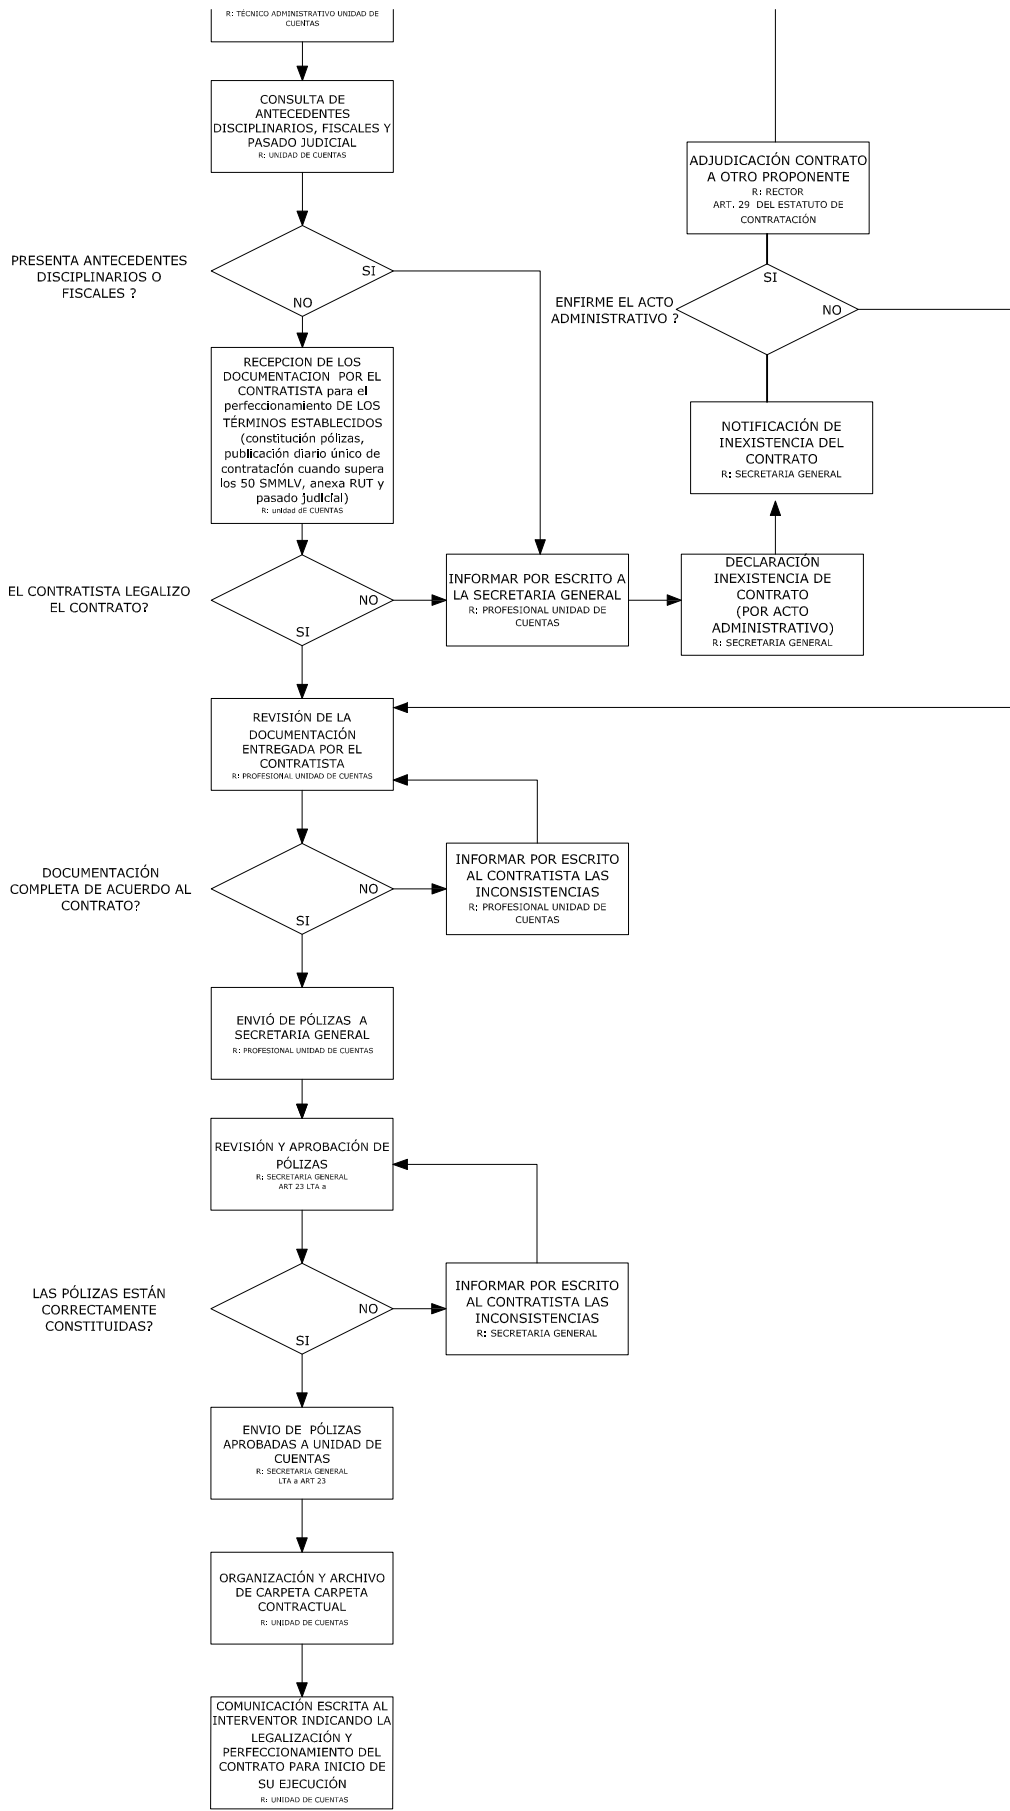 R: TÉCNICO ADMINISTRATIVO UNIDAD DE
CUENTAS
CONSULTA DE
ANTECEDENTES
DISCIPLINARIOS, FISCALES Y
PASADO JUDICIAL
R: UNIDAD DE CUENTAS
ADJUDICACIÓN CONTRATO
A OTRO PROPONENTE
R: RECTOR
ART. 29 DEL ESTATUTO DE
CONTRATACIÓN
PRESENTA ANTECEDENTES
DISCIPLINARIOS O
FISCALES ?
SI
NO
ENFIRME EL ACTO
ADMINISTRATIVO ?
SI
NO
RECEPCION DE LOS
DOCUMENTACION POR EL
CONTRATISTA para el
perfeccionamiento DE LOS
TÉRMINOS ESTABLECIDOS
(constitución pólizas,
publicación diario único de
contratación cuando supera
los 50 SMMLV, anexa RUT y
pasado judicial)
R: unidad dE CUENTAS
NOTIFICACIÓN DE
INEXISTENCIA DEL
CONTRATO
R: SECRETARIA GENERAL
EL CONTRATISTA LEGALIZO
EL CONTRATO?
NO
SI
INFORMAR POR ESCRITO A
LA SECRETARIA GENERAL
R: PROFESIONAL UNIDAD DE
CUENTAS
DECLARACIÓN
INEXISTENCIA DE
CONTRATO
(POR ACTO
ADMINISTRATIVO)
R: SECRETARIA GENERAL
REVISIÓN DE LA
DOCUMENTACIÓN
ENTREGADA POR EL
CONTRATISTA
R: PROFESIONAL UNIDAD DE CUENTAS
DOCUMENTACIÓN
COMPLETA DE ACUERDO AL
CONTRATO?
NO
SI
INFORMAR POR ESCRITO
AL CONTRATISTA LAS
INCONSISTENCIAS
R: PROFESIONAL UNIDAD DE
CUENTAS
ENVIÓ DE PÓLIZAS A
SECRETARIA GENERAL
R: PROFESIONAL UNIDAD DE CUENTAS
REVISIÓN Y APROBACIÓN DE
PÓLIZAS
R: SECRETARIA GENERAL
ART 23 LTA a
LAS PÓLIZAS ESTÁN
CORRECTAMENTE
CONSTITUIDAS?
NO
SI
INFORMAR POR ESCRITO
AL CONTRATISTA LAS
INCONSISTENCIAS
R: SECRETARIA GENERAL
ENVIO DE PÓLIZAS
APROBADAS A UNIDAD DE
CUENTAS
R: SECRETARIA GENERAL
LTA a ART 23
ORGANIZACIÓN Y ARCHIVO
DE CARPETA CARPETA
CONTRACTUAL
R: UNIDAD DE CUENTAS
COMUNICACIÓN ESCRITA AL
INTERVENTOR INDICANDO LA
LEGALIZACIÓN Y
PERFECCIONAMIENTO DEL
CONTRATO PARA INICIO DE
SU EJECUCIÓN
R: UNIDAD DE CUENTAS